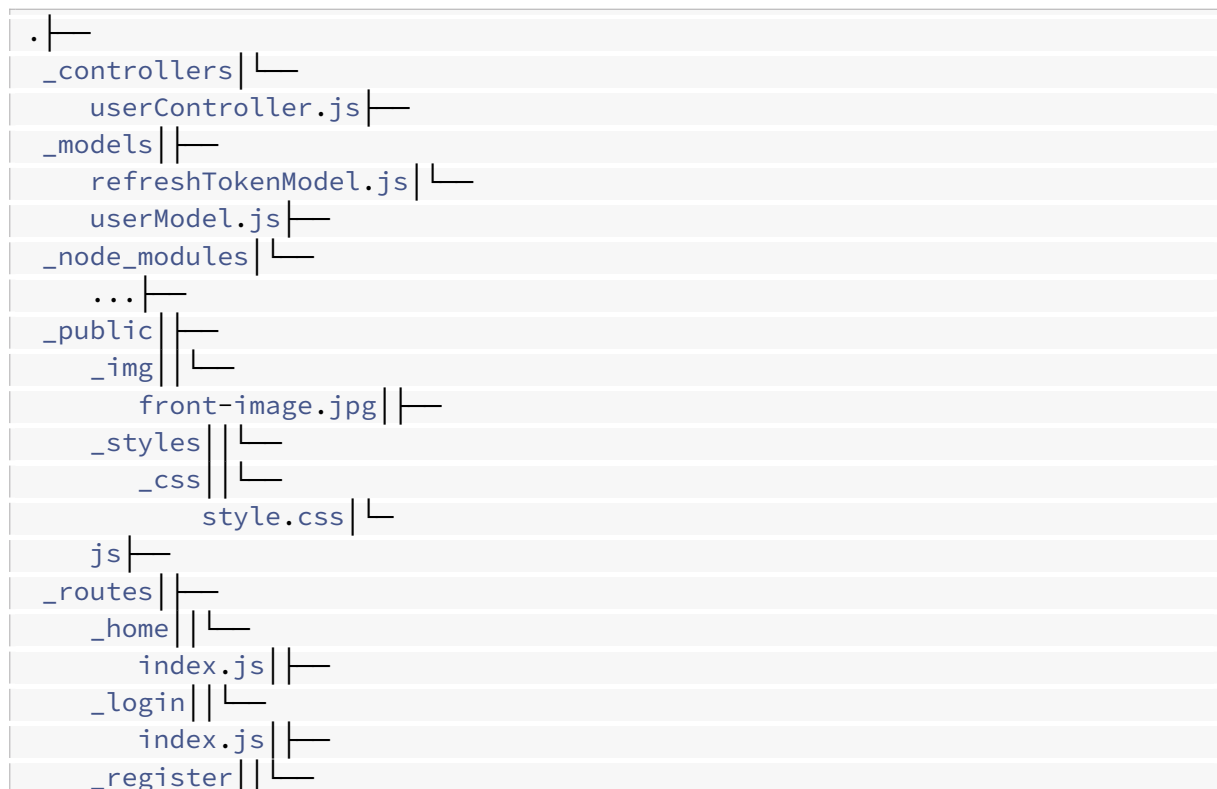 .├──
_controllers│└──
userController.js├──
_models│├──
refreshTokenModel.js│└──
userModel.js├──
_node_modules│└──
...├──
_public│├──
_img││└──
front-image.jpg│├──
_styles││└──
_css││└──
style.css│└─
js├──
_routes│├──
_home││└──
index.js│├──
_login││└──
index.js│├──
_register││└──